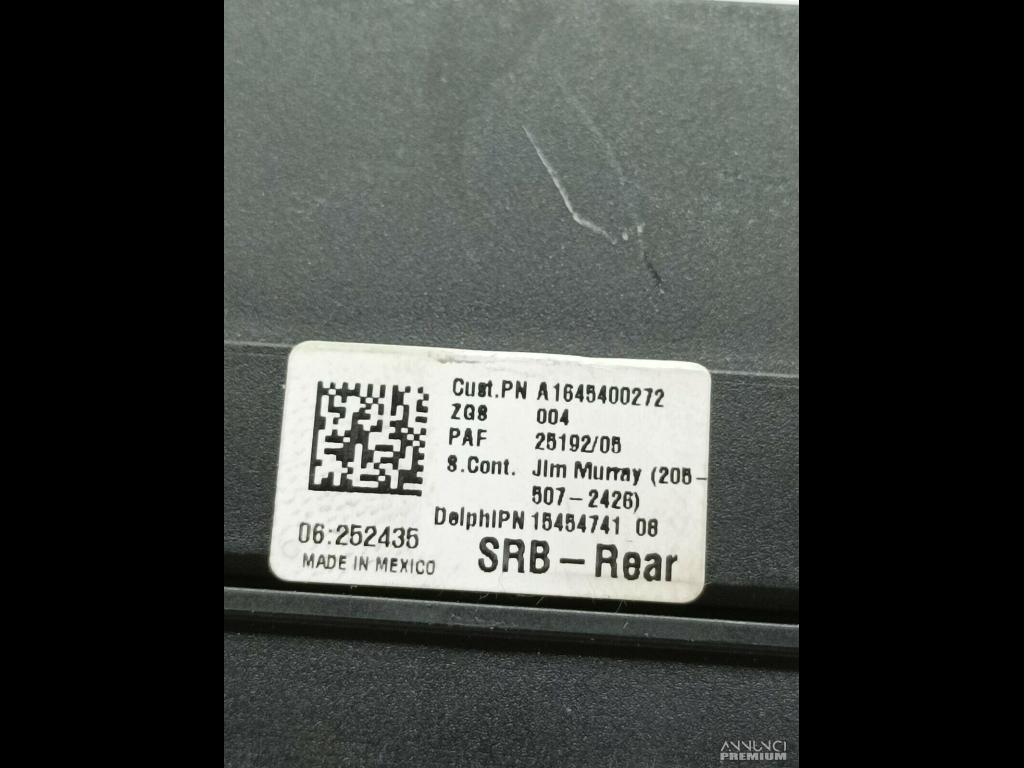 Cust.PN A1645400272
ZGS 004
PAF 25192/05
S.Cont. Jim Murray (205-
507-2426)
DelphiPN 15454741 08
06:252435
MADE IN MEXICO
SRB-Rear
ANNUNCI
PREMIUM